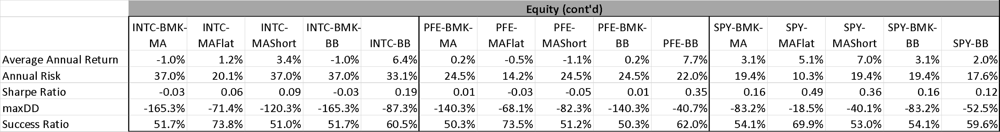 Equity (cont'd)
INTC-BMK-MA INTC-MAFlat INTC-MAShort INTC-BMK-BB INTC-BB PFE-BMK-MA PFE-MAFlat PFE-MAShort PFE-BMK-BB PFE-BB SPY-BMK-MA SPY-MAFlat SPY-MAShort SPY-BMK-BB SPY-BB
Average Annual Return -1.0% 1.2% 3.4% -1.0% 6.4% 0.2% -0.5% -1.1% 0.2% 7.7% 3.1% 5.1% 7.0% 3.1% 2.0%
Annual Risk 37.0% 20.1% 37.0% 37.0% 33.1% 24.5% 14.2% 24.5% 24.5% 22.0% 19.4% 10.3% 19.4% 19.4% 17.6%
Sharpe Ratio -0.03 0.06 0.09 -0.03 0.19 0.01 -0.03 -0.05 0.01 0.35 0.16 0.49 0.36 0.16 0.12
maxDD -165.3% -71.4% -120.3% -165.3% -87.3% -140.3% -68.1% -82.3% -140.3% -40.7% -83.2% -18.5% -40.1% -83.2% -52.5%
Success Ratio 51.7% 73.8% 51.0% 51.7% 60.5% 50.3% 73.5% 51.2% 50.3% 62.0% 54.1% 69.9% 53.0% 54.1% 59.6%